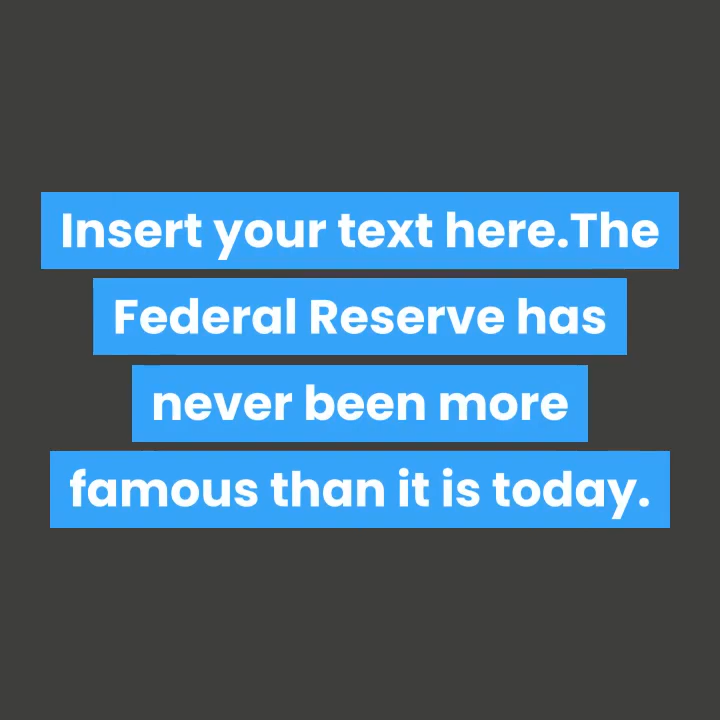 Insert your text here.The
Federal Reserve has
never been more
famous than it is today.